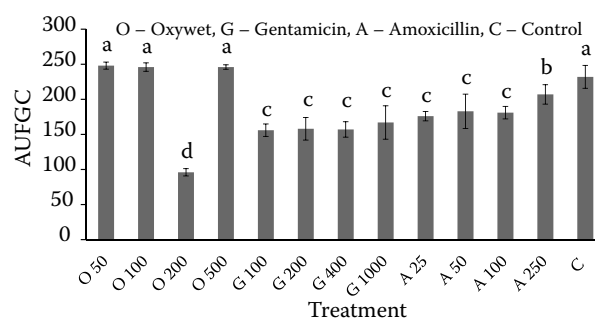 O – Oxywet, G – Gentamicin, A – Amoxicillin, C – Control
300
250
200
150
100
50
0
AUFGC
a
a
d
a
c
c
c
c
c
c
c
b
a
O 50
O 100
O 200
O 500
G 100
G 200
G 400
G 1000
A 25
A 50
A 100
A 250
C
Treatment